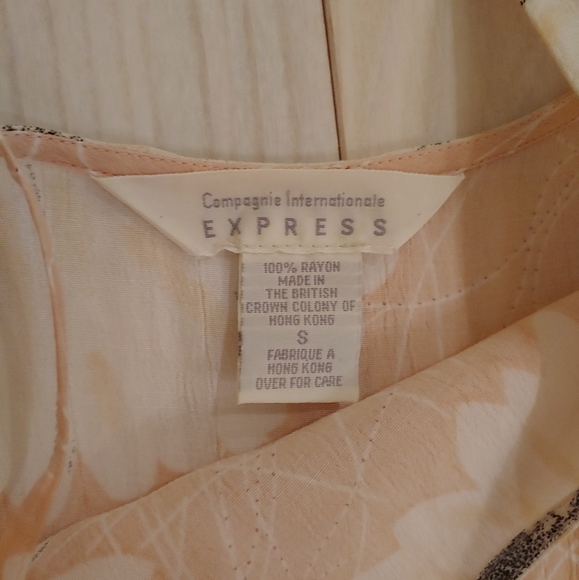 Compagnie Internationale
EXPRESS
100% RAYON
MADE IN
THE BRITISH
CROWN COLONY OF
HONG KONG
S
FABRIQUE A
HONG KONG
OVER FOR CARE